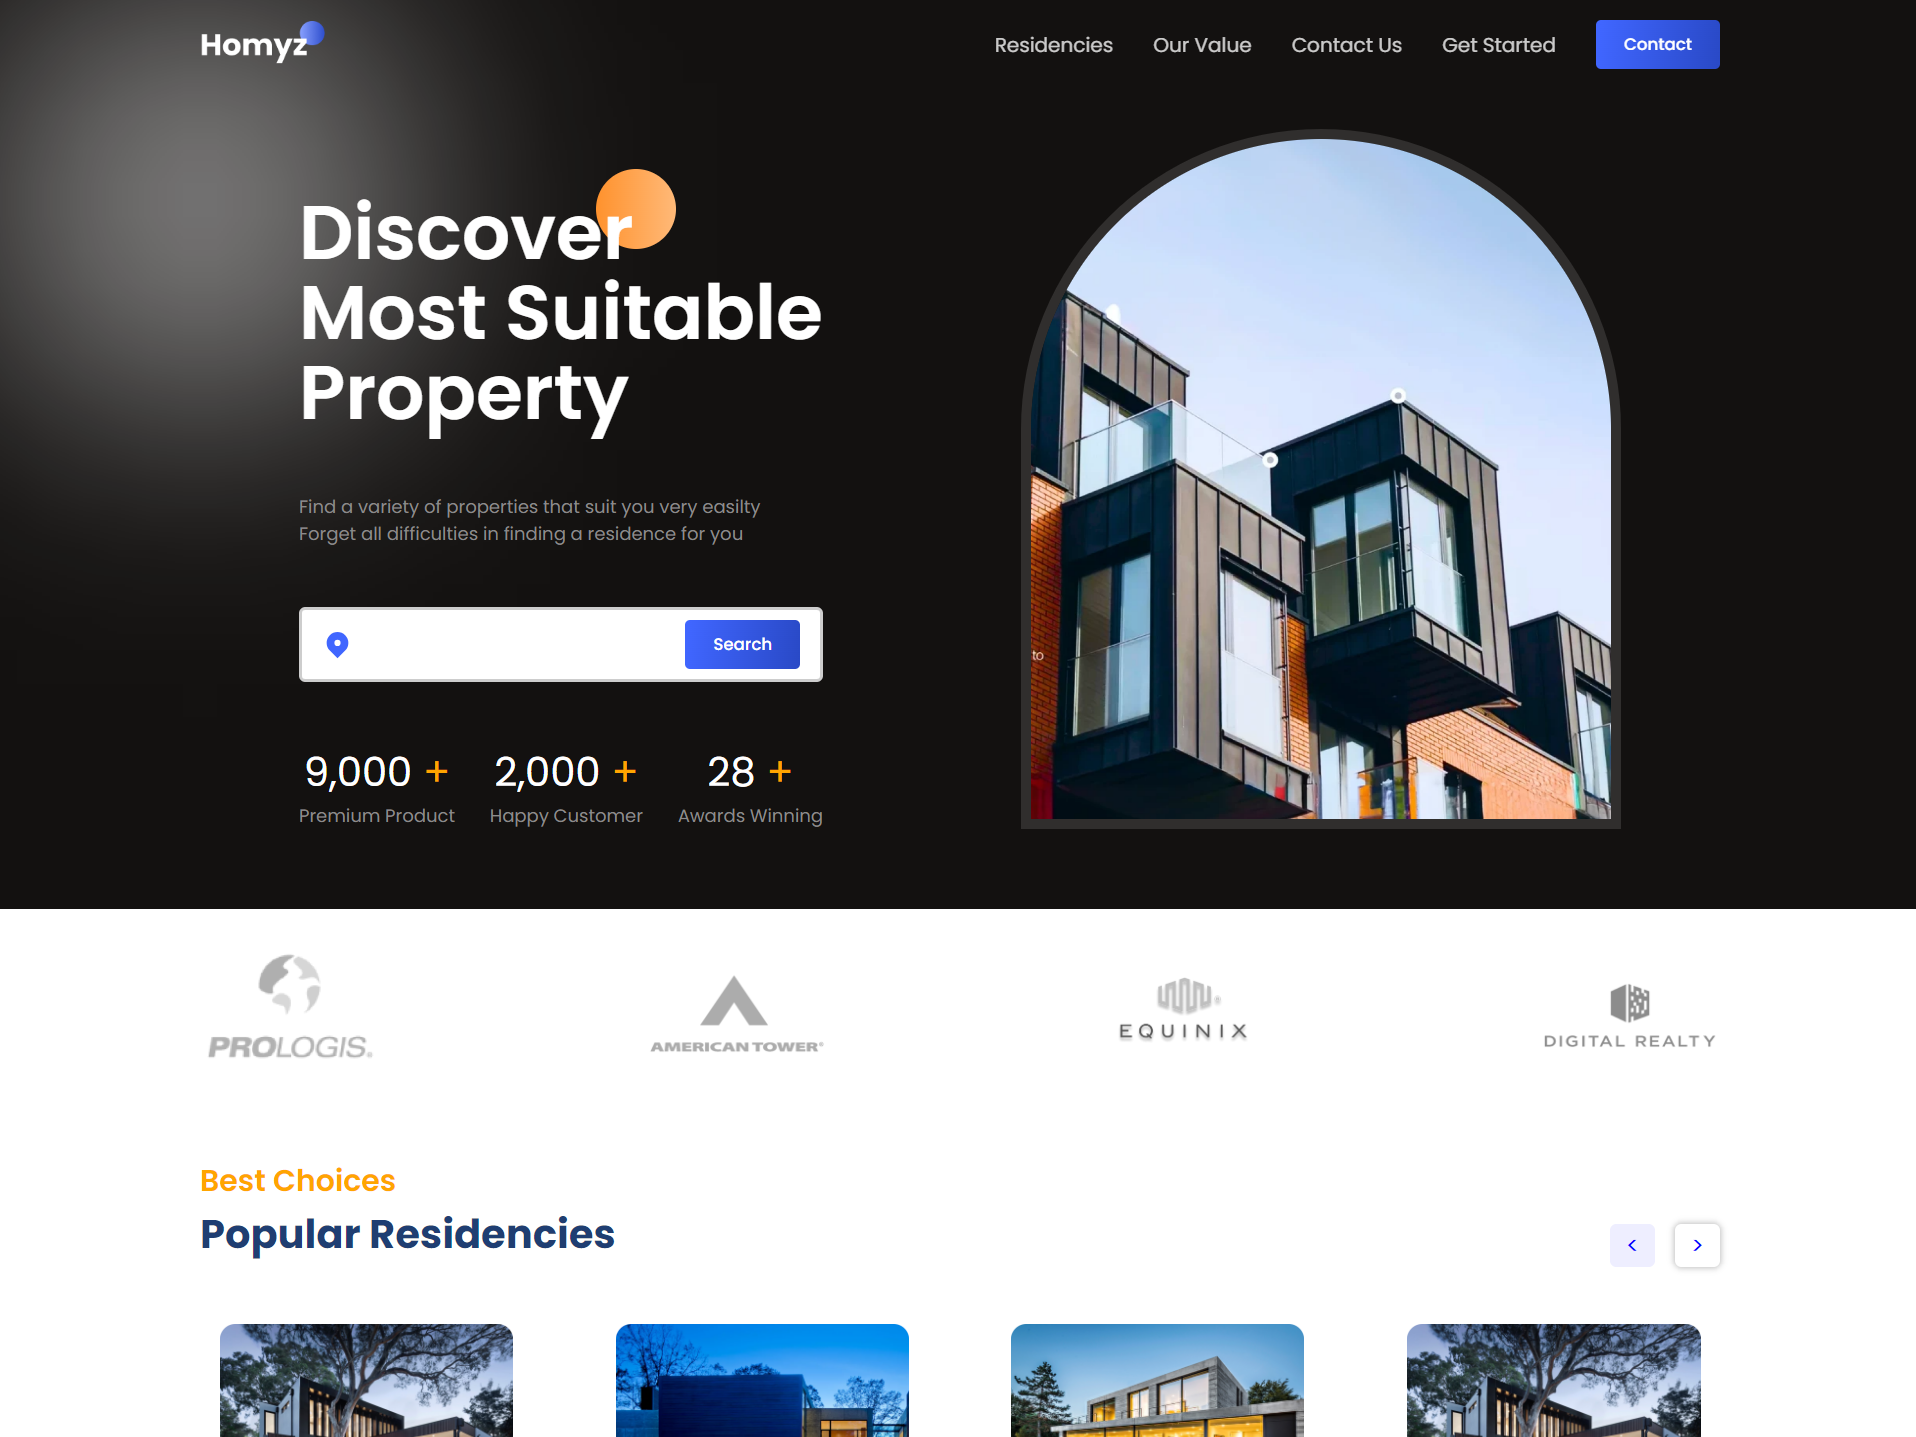 Homyz
Residencies
Our Value
Contact Us
Get Started
Contact
Discover
Most Suitable
Property
Find a variety of properties that suit you very easilty
Forget all difficulties in finding a residence for you
Search
9,000 +
2,000 +
28 +
Premium Product
Happy Customer
Awards Winning
to
PROLOGIS®
AMERICAN TOWER®
EQUINIX
DIGITAL REALTY
Best Choices
Popular Residencies
<
>